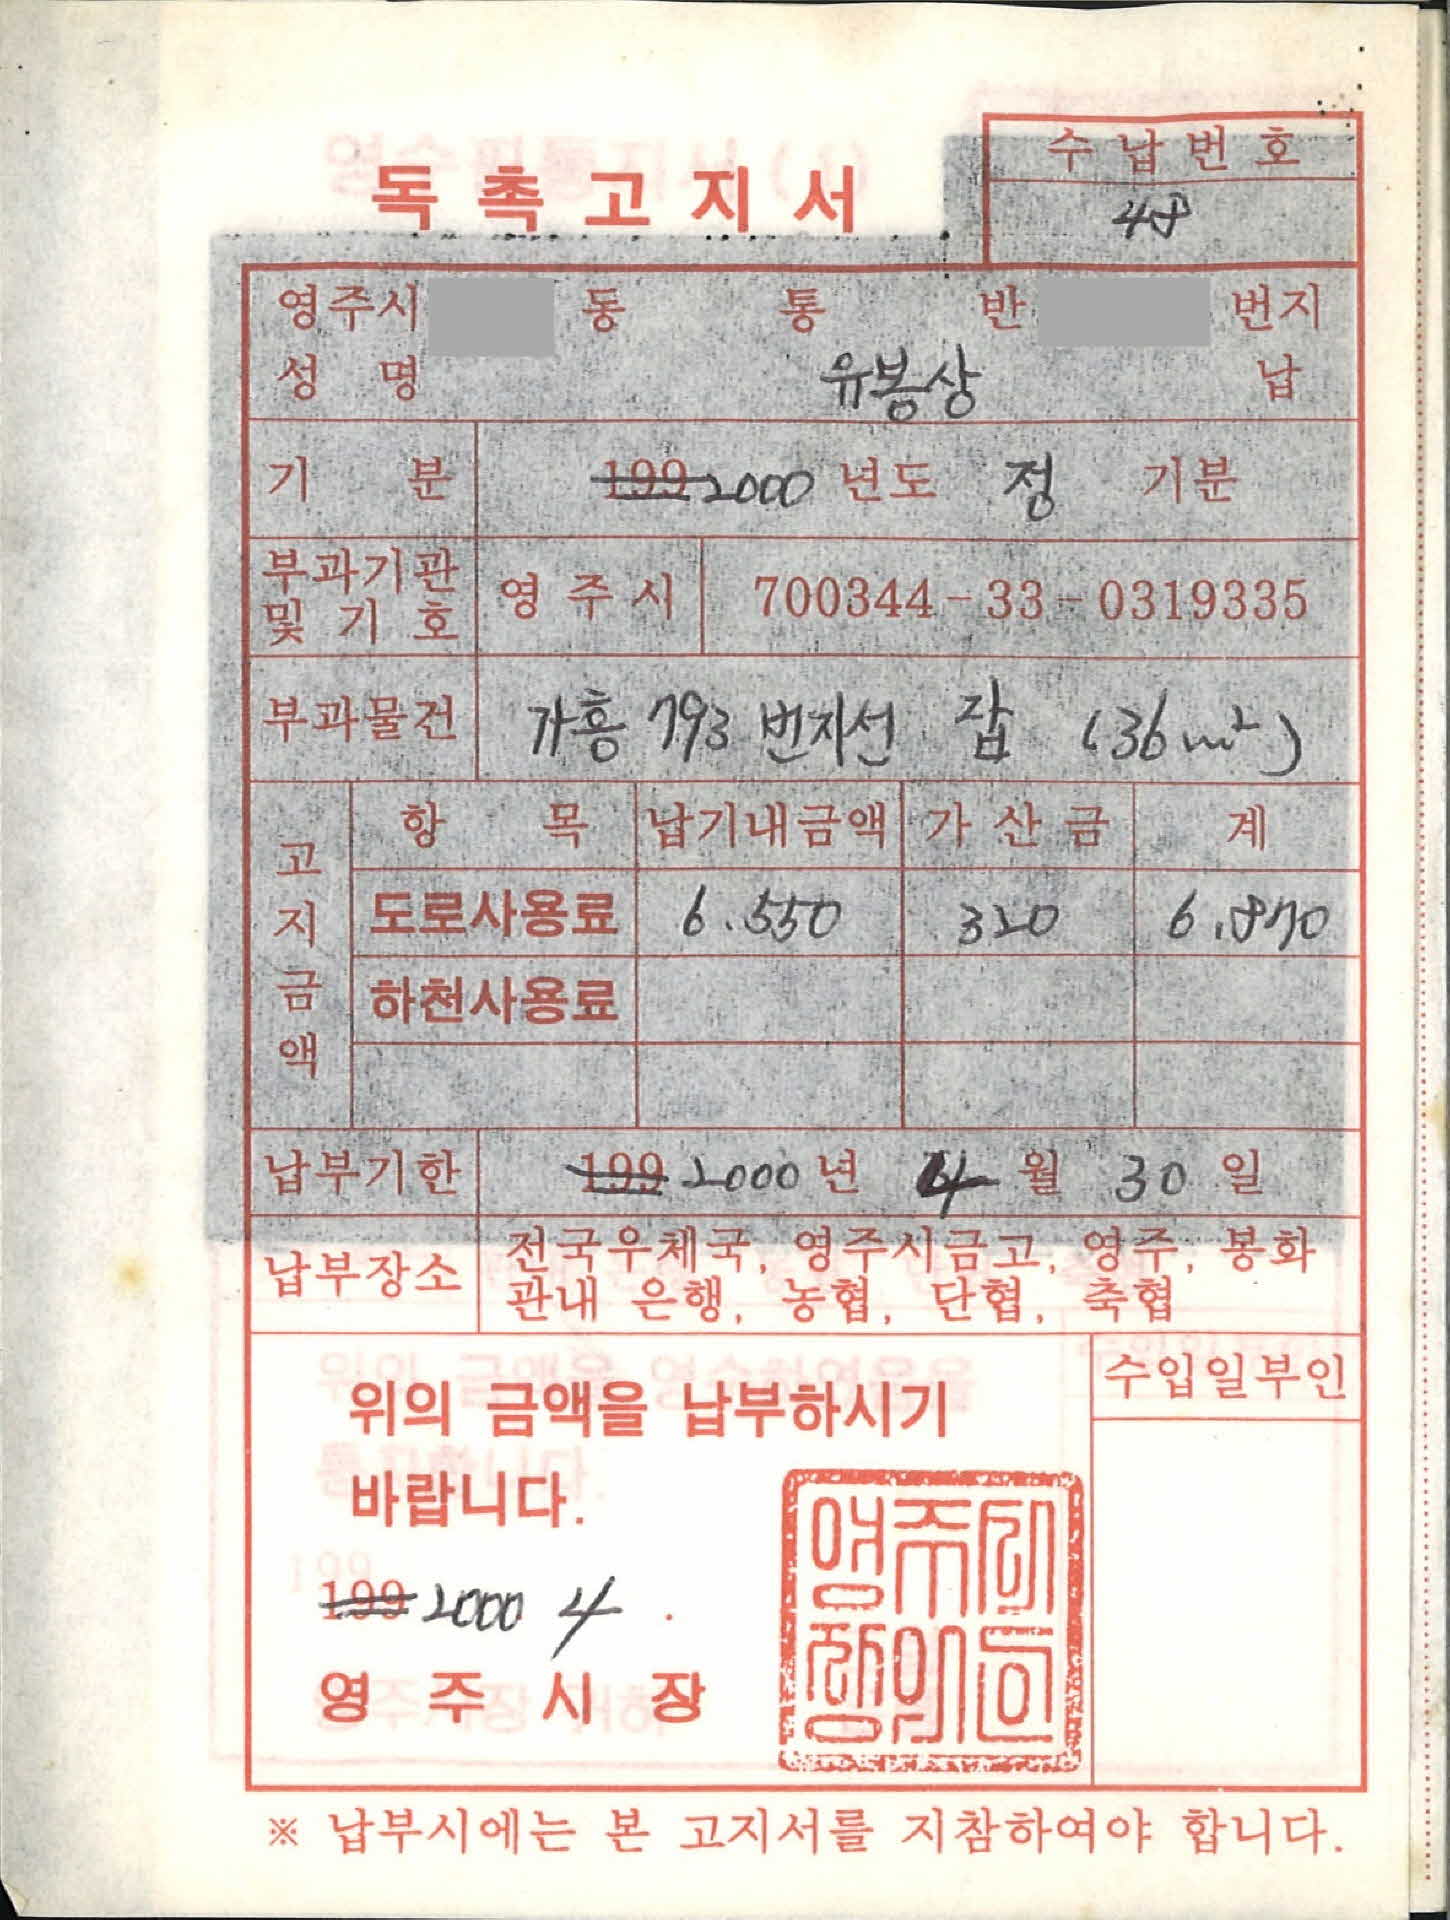 독촉고지서
수납번호
48
영주시 동 통 반 번지
성명 유봉상 납
기분 199 2000 년도 정 기분
부과기관 및 기호 영주시 700344-33-0319335
부과물건 가흥 793 번지선 잡 (36m²)
고지금액
항목 납기내금액 가산금 계
도로사용료 6.550 320 6.870
하천사용료
납부기한 199 2000 년 4 월 30 일
납부장소 전국우체국, 영주시금고, 영주, 봉화
관내 은행, 농협, 단협, 축협
위의 금액을 납부하시기
바랍니다.
수입일부인
199 2000. 4 .
영주시장
영주시장의인
※ 납부시에는 본 고지서를 지참하여야 합니다.